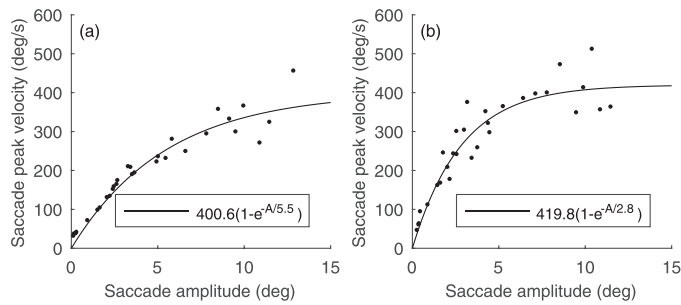 (a)
Saccade peak velocity (deg/s)
600
500
400
300
200
100
0
400.6(1-e^-A/5.5 )
0 5 10 15
Saccade amplitude (deg)
(b)
Saccade peak velocity (deg/s)
600
500
400
300
200
100
0
419.8(1-e^-A/2.8 )
0 5 10 15
Saccade amplitude (deg)